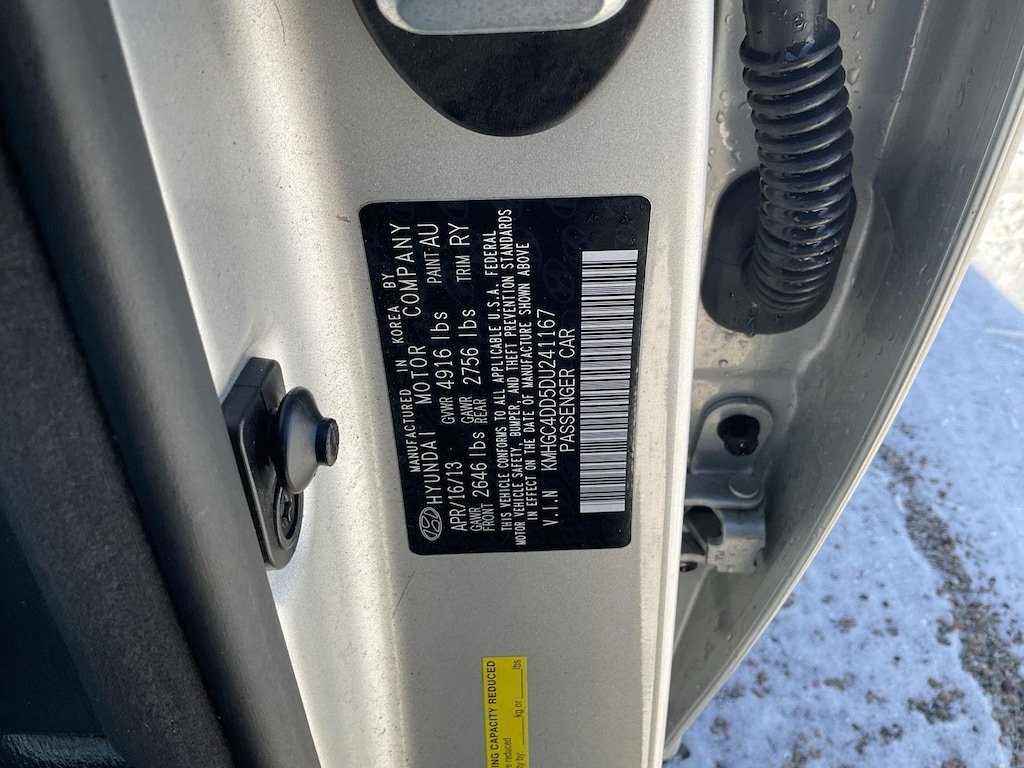 MANUFACTURED IN KOREA BY
HYUNDAI MOTOR COMPANY
APR/16/13 GVWR 4916 lbs PAINT:AU
GAWR FRONT 2646 lbs GAWR REAR 2756 lbs TRIM RY
THIS VEHICLE CONFORMS TO ALL APPLICABLE U.S.A. FEDERAL
MOTOR VEHICLE SAFETY, BUMPER, AND THEFT PREVENTION STANDARDS
IN EFFECT ON THE DATE OF MANUFACTURE SHOWN ABOVE
V.I.N KMHGC4DD5DU241167
PASSENGER CAR
ING CAPACITY REDUCED
reduced
by: kg or lbs